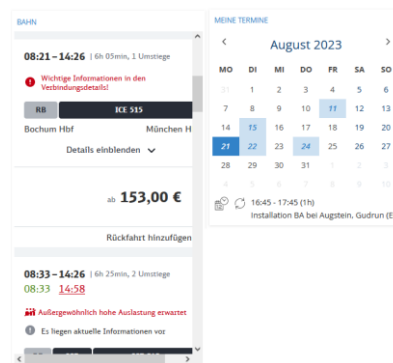 BAHN
08:21 – 14:26 | 6h 05min, 1 Umstiege
Wichtige Informationen in den
Verbindungsdetails!
RB ICE 515
Bochum Hbf München H
Details einblenden
ab 153,00 €
Rückfahrt hinzufügen
08:33 – 14:26 | 6h 25min, 2 Umstiege
08:33 14:58
Außergewöhnlich hohe Auslastung erwartet
Es liegen aktuelle Informationen vor
MEINE TERMINE
August 2023
MO DI MI DO FR SA SO
31 1 2 3 4 5 6
7 8 9 10 11 12 13
14 15 16 17 18 19 20
21 22 23 24 25 26 27
28 29 30 31 1 2 3
4 5 6 7 8 9 10
16:45 - 17:45 (1h)
Installation BA bei Augstein, Gudrun (E